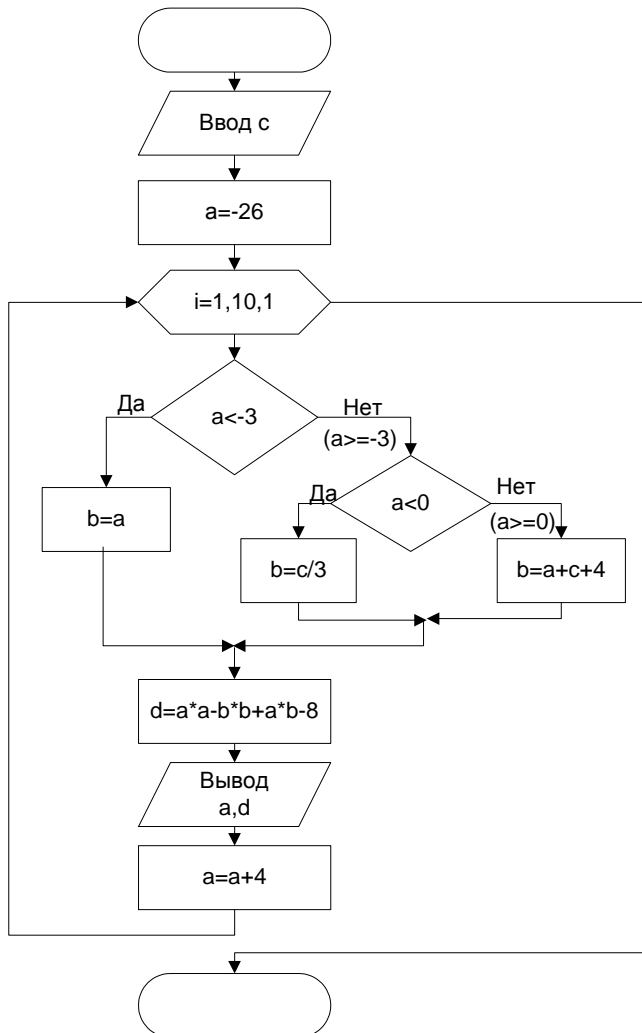 Ввод c
a=-26
i=1,10,1
a<-3
Да
Нет
(a>=-3)
b=a
a<0
Да
Нет
(a>=0)
b=c/3
b=a+c+4
d=a*a-b*b+a*b-8
Вывод
a,d
a=a+4